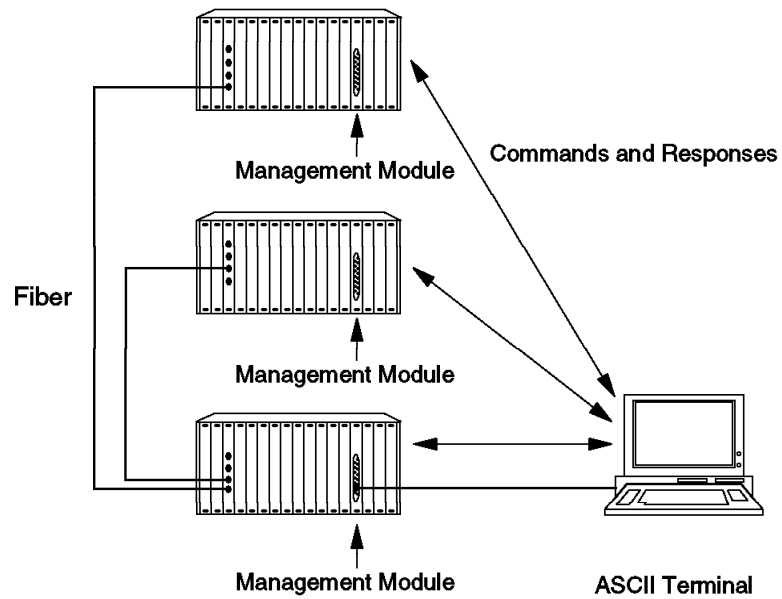 Management Module
Commands and Responses
Fiber
Management Module
Management Module
ASCII Terminal